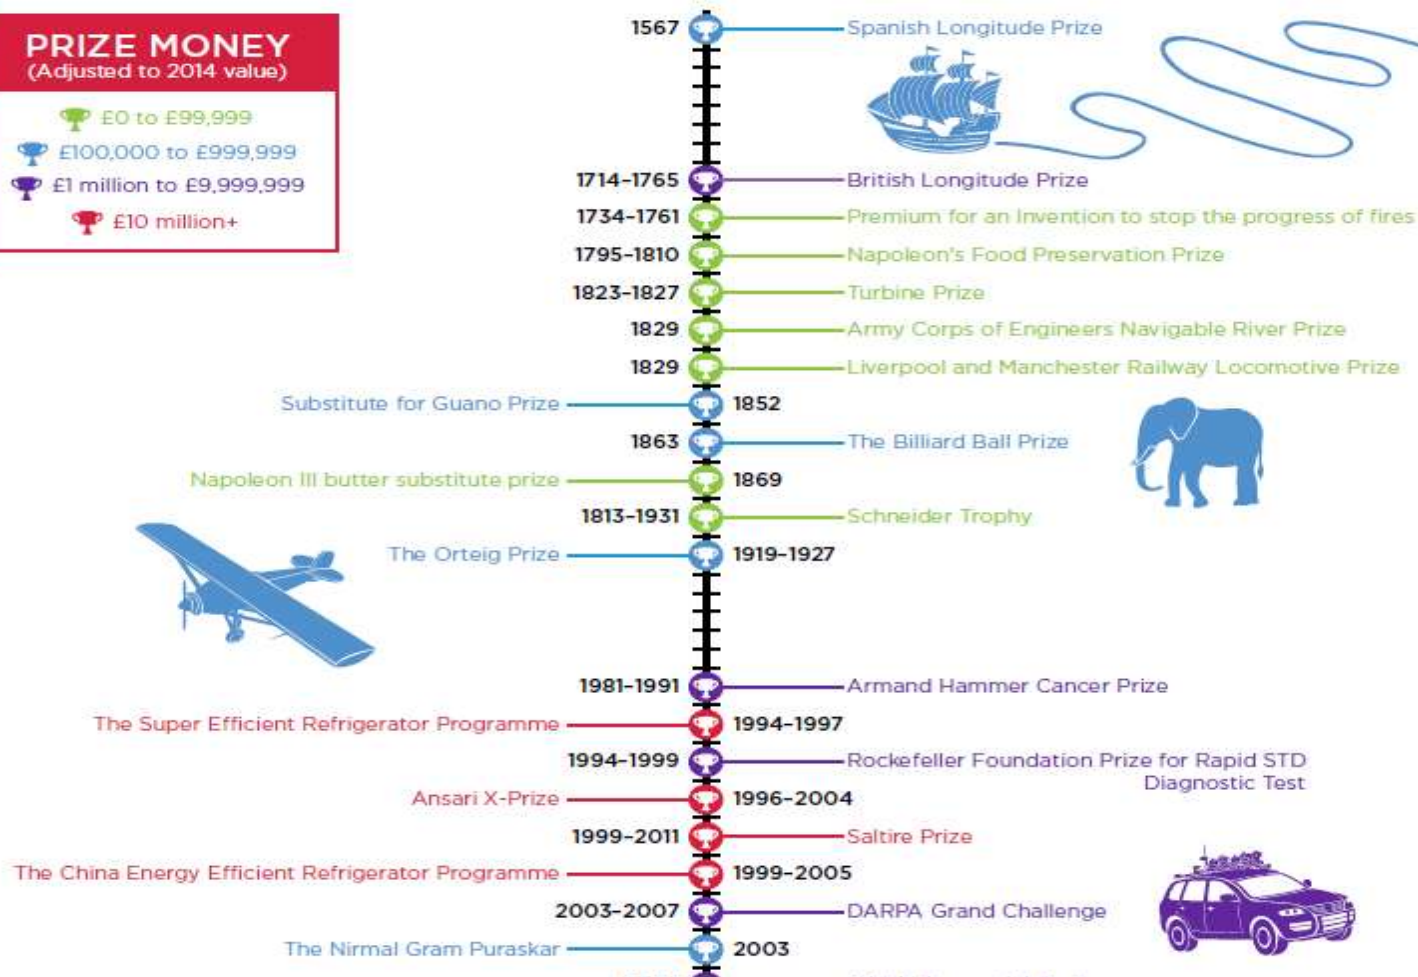 PRIZE MONEY
(Adjusted to 2014 value)
£0 to £99,999
£100,000 to £999,999
£1 million to £9,999,999
£10 million+
1567 Spanish Longitude Prize
1714-1765 British Longitude Prize
1734-1761 Premium for an Invention to stop the progress of fires
1795-1810 Napoleon's Food Preservation Prize
1823-1827 Turbine Prize
1829 Army Corps of Engineers Navigable River Prize
1829 Liverpool and Manchester Railway Locomotive Prize
Substitute for Guano Prize 1852
1863 The Billiard Ball Prize
Napoleon III butter substitute prize 1869
1813-1931 Schneider Trophy
The Orteig Prize 1919-1927
1981-1991 Armand Hammer Cancer Prize
The Super Efficient Refrigerator Programme 1994-1997
1994-1999 Rockefeller Foundation Prize for Rapid STD
Diagnostic Test
Ansari X-Prize 1996-2004
1999-2011 Saltire Prize
The China Energy Efficient Refrigerator Programme 1999-2005
2003-2007 DARPA Grand Challenge
The Nirmal Gram Puraskar 2003